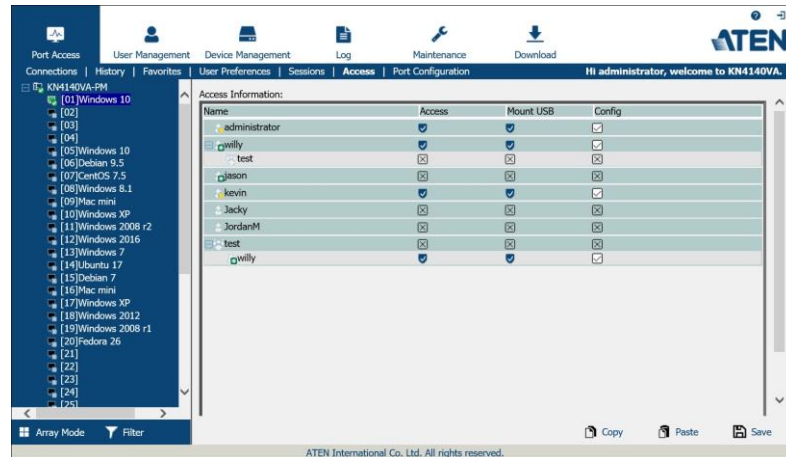 ATEN
Port Access User Management Device Management Log Maintenance Download
Connections | History | Favorites | User Preferences | Sessions | Access | Port Configuration Hi administrator, welcome to KN4140VA.
KN4140VA-PM
[01]Windows 10
[02]
[03]
[04]
[05]Windows 10
[06]Debian 9.5
[07]CentOS 7.5
[08]Windows 8.1
[09]Mac mini
[10]Windows XP
[11]Windows 2008 r2
[12]Windows 2016
[13]Windows 7
[14]Ubuntu 17
[15]Debian 7
[16]Mac mini
[17]Windows XP
[18]Windows 2012
[19]Windows 2008 r1
[20]Fedora 26
[21]
[22]
[23]
[24]
[25]
Array Mode Filter
Access Information:
Name Access Mount USB Config
administrator
willy
test
jason
kevin
Jacky
JordanM
test
willy
Copy Paste Save
ATEN International Co. Ltd. All rights reserved.